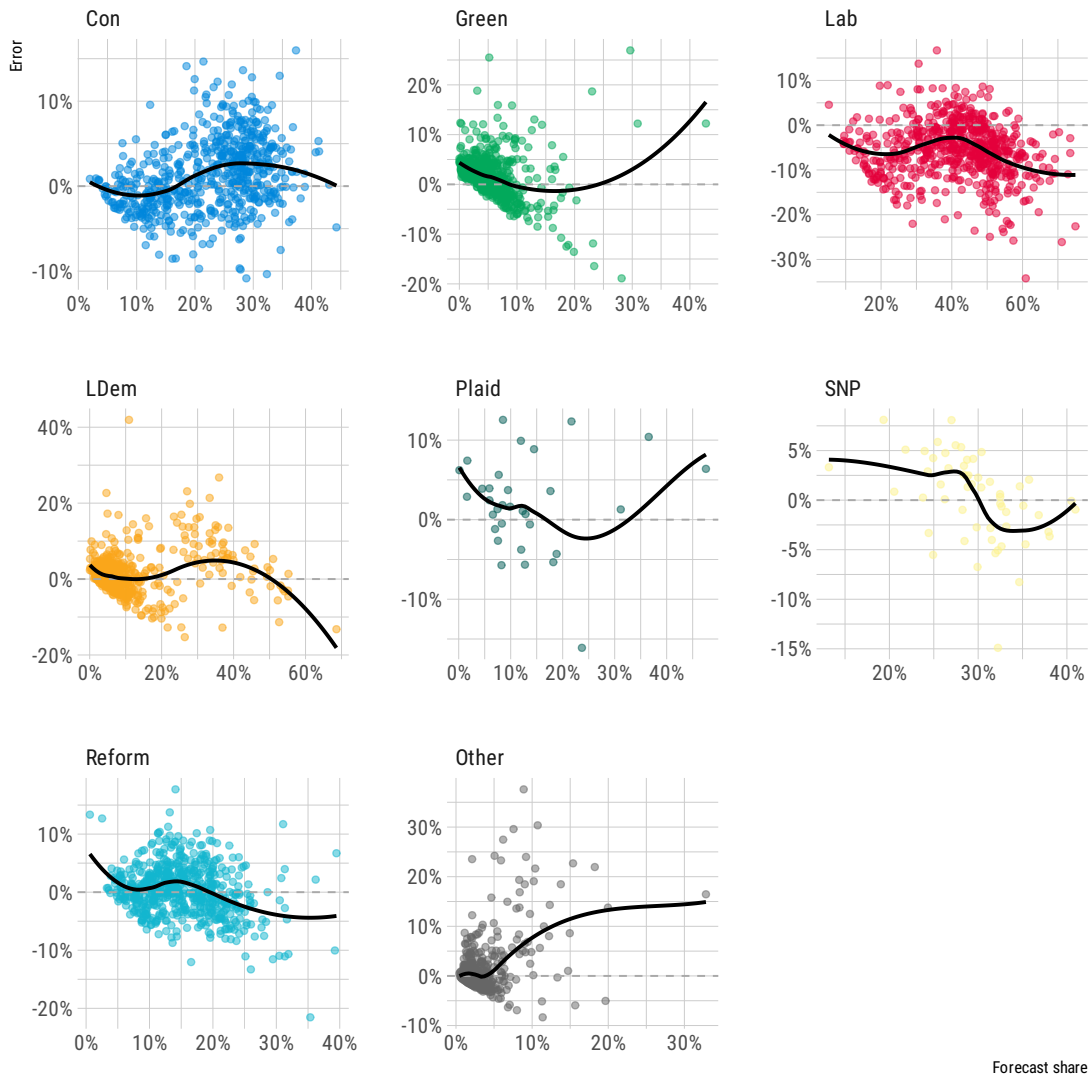 Con Green Lab
Error
10%
0%
-10%
0% 10% 20% 30% 40%
20%
10%
0%
-10%
-20%
0% 10% 20% 30% 40%
10%
0%
-10%
-20%
-30%
20% 40% 60%
LDem Plaid SNP
40%
20%
0%
-20%
0% 20% 40% 60%
10%
0%
-10%
0% 10% 20% 30% 40%
5%
0%
-5%
-10%
-15%
20% 30% 40%
Reform Other
10%
0%
-10%
-20%
0% 10% 20% 30% 40%
30%
20%
10%
0%
-10%
0% 10% 20% 30%
Forecast share